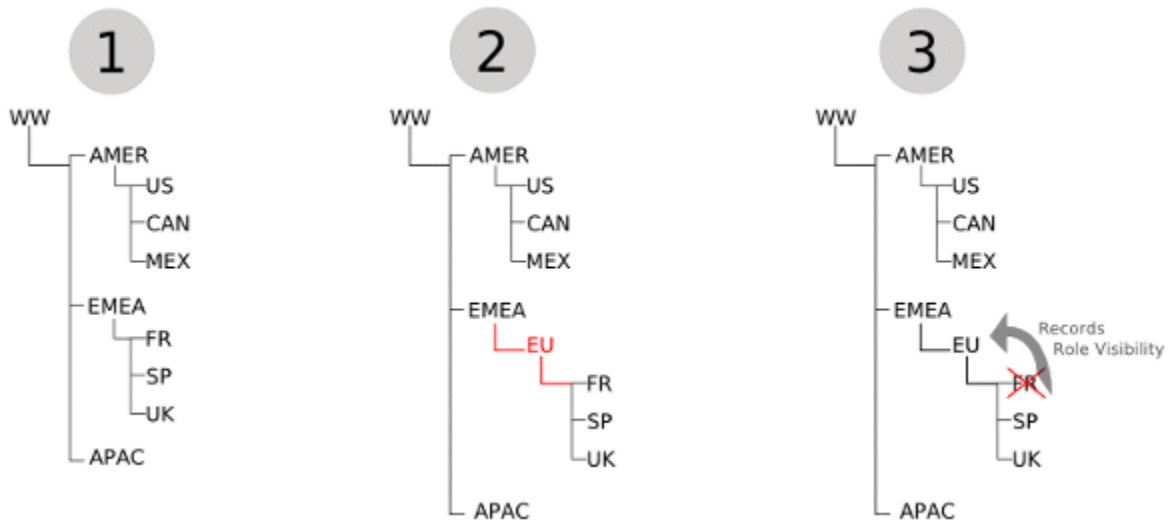 1
WW
AMER
US
CAN
MEX
EMEA
FR
SP
UK
APAC
2
WW
AMER
US
CAN
MEX
EMEA
EU
FR
SP
UK
APAC
3
WW
AMER
US
CAN
MEX
EMEA
EU
Records
Role Visibility
FR
SP
UK
APAC